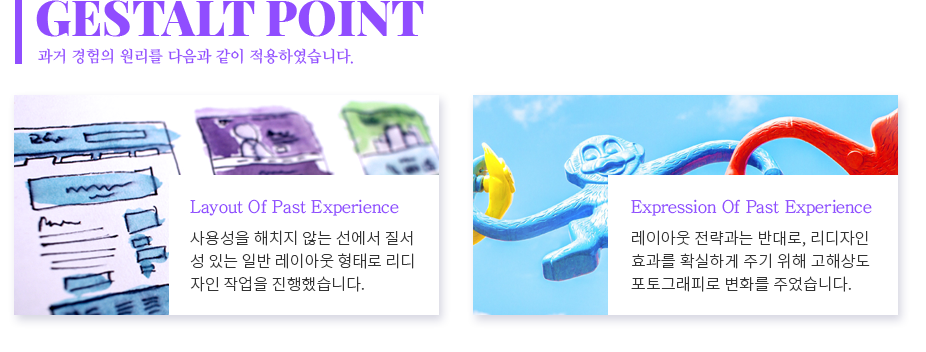 GESTALT POINT
과거 경험의 원리를 다음과 같이 적용하였습니다.
Layout Of Past Experience
사용성을 해치지 않는 선에서 질서
성 있는 일반 레이아웃 형태로 리디
자인 작업을 진행했습니다.
Expression Of Past Experience
레이아웃 전략과는 반대로, 리디자인
효과를 확실하게 주기 위해 고해상도
포토그래피로 변화를 주었습니다.